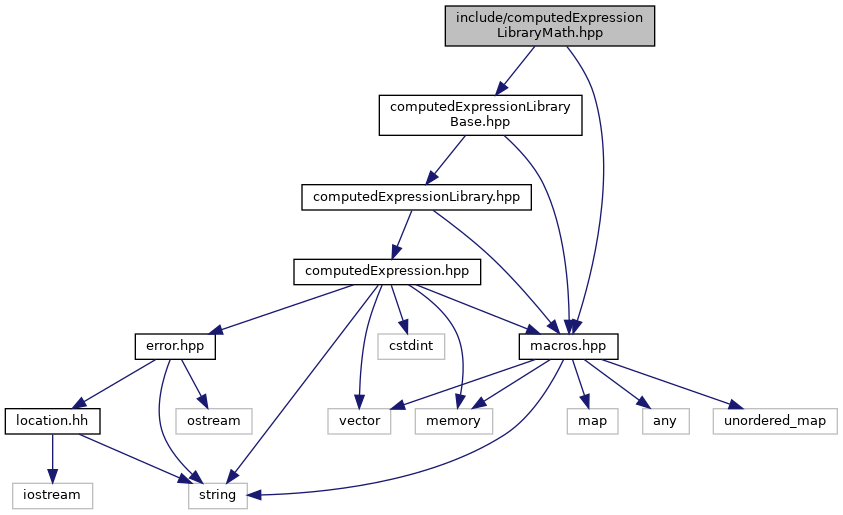 include/computedExpression
LibraryMath.hpp
computedExpressionLibrary
Base.hpp
computedExpressionLibrary.hpp
computedExpression.hpp
error.hpp
cstdint
macros.hpp
location.hh
ostream
vector
memory
map
any
unordered_map
iostream
string